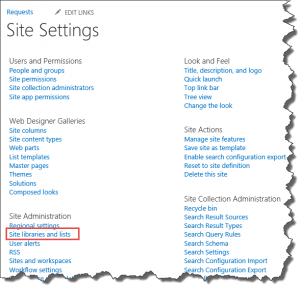 Requests
EDIT LINKS
Site Settings
Users and Permissions
People and groups
Site permissions
Site collection administrators
Site app permissions
Web Designer Galleries
Site columns
Site content types
Web parts
List templates
Master pages
Themes
Solutions
Composed looks
Site Administration
Regional settings
Site libraries and lists
User alerts
RSS
Sites and workspaces
Workflow settings
Look and Feel
Title, description, and logo
Quick launch
Top link bar
Tree view
Change the look
Site Actions
Manage site features
Save site as template
Enable search configuration export
Reset to site definition
Delete this site
Site Collection Administration
Recycle bin
Search Result Sources
Search Result Types
Search Query Rules
Search Schema
Search Settings
Search Configuration Import
Search Configuration Export